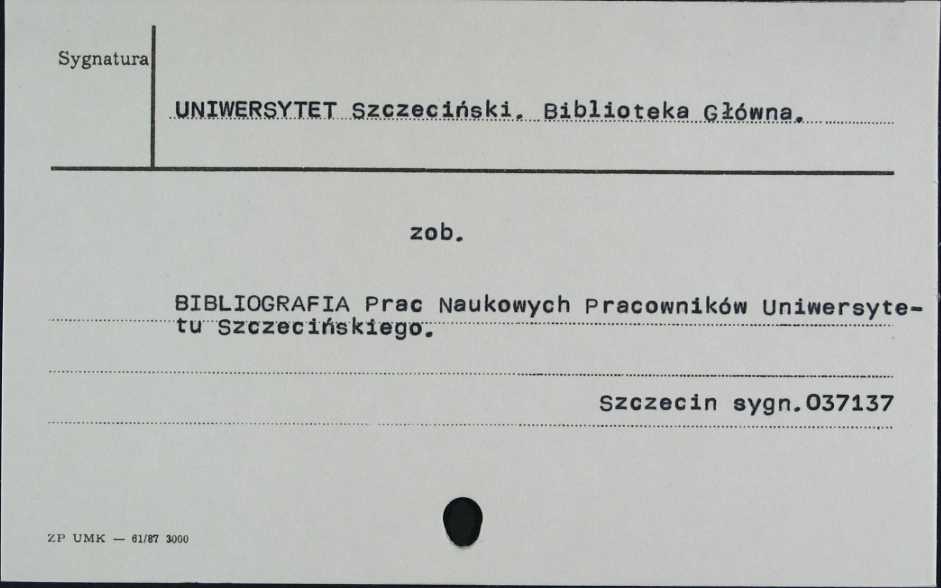 Sygnatura
UNIWERSYTET Szczeciński. Biblioteka Główna.
zob.
BIBLIOGRAFIA Prac Naukowych Pracowników Uniwersyte-
tu Szczecińskiego.
Szczecin sygn.037137
ZP UMK — 61/87 3000